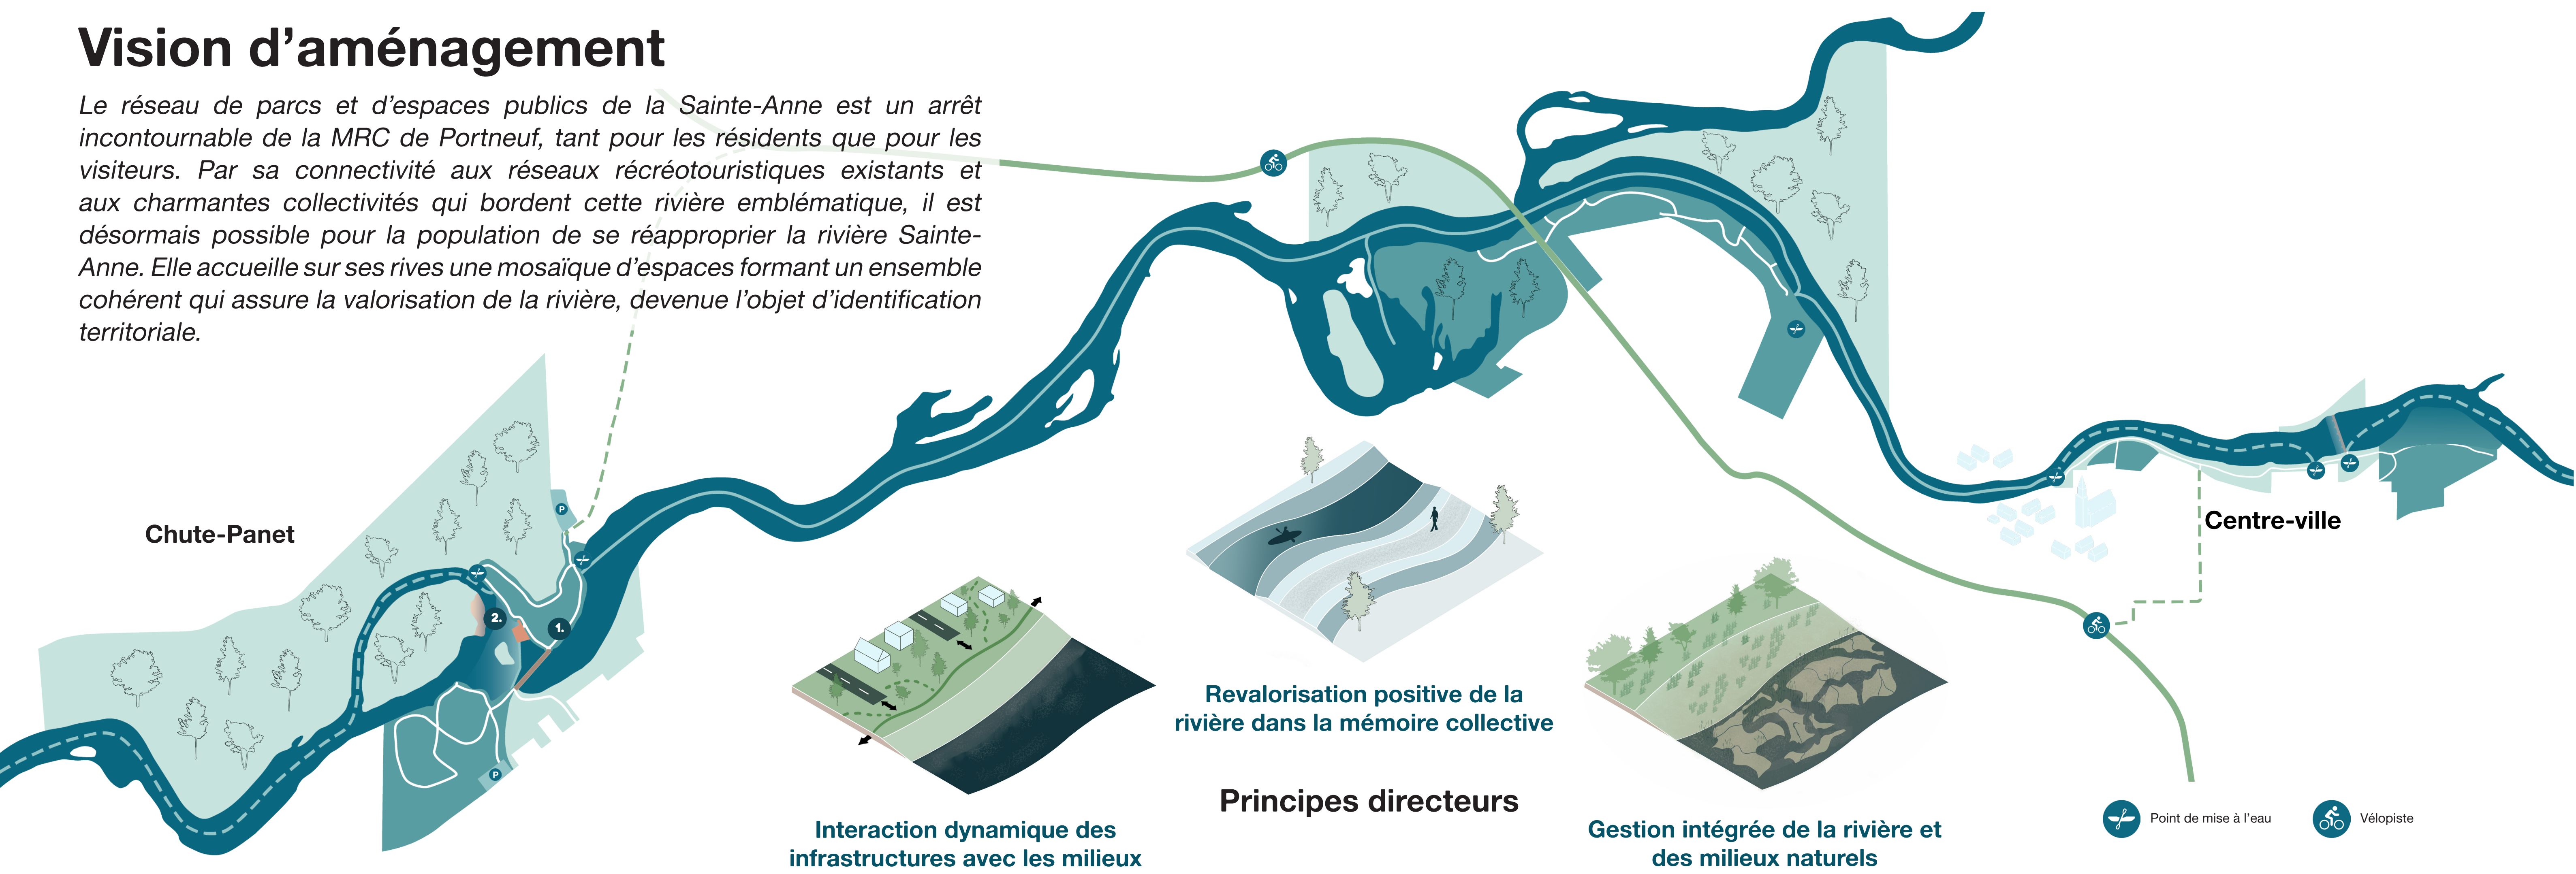 Vision d’aménagement
Le réseau de parcs et d’espaces publics de la Sainte-Anne est un arrêt
incontournable de la MRC de Portneuf, tant pour les résidents que pour les
visiteurs. Par sa connectivité aux réseaux récréotouristiques existants et
aux charmantes collectivités qui bordent cette rivière emblématique, il est
désormais possible pour la population de se réapproprier la rivière Sainte-
Anne. Elle accueille sur ses rives une mosaïque d’espaces formant un ensemble
cohérent qui assure la valorisation de la rivière, devenue l’objet d’identification
territoriale.
Chute-Panet
P
2.
1.
P
Centre-ville
Revalorisation positive de la
rivière dans la mémoire collective
Principes directeurs
Interaction dynamique des
infrastructures avec les milieux
Gestion intégrée de la rivière et
des milieux naturels
Point de mise à l’eau
Vélopiste